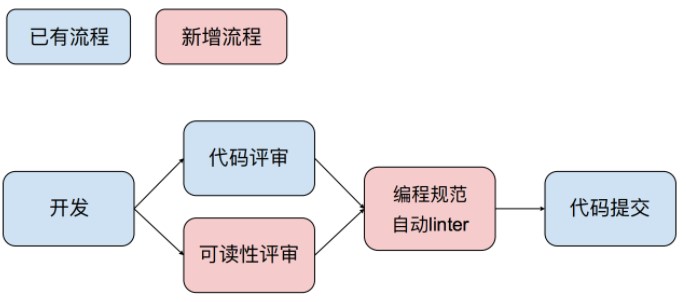 已有流程
新增流程
代码评审
开发
编程规范
自动linter
代码提交
可读性评审